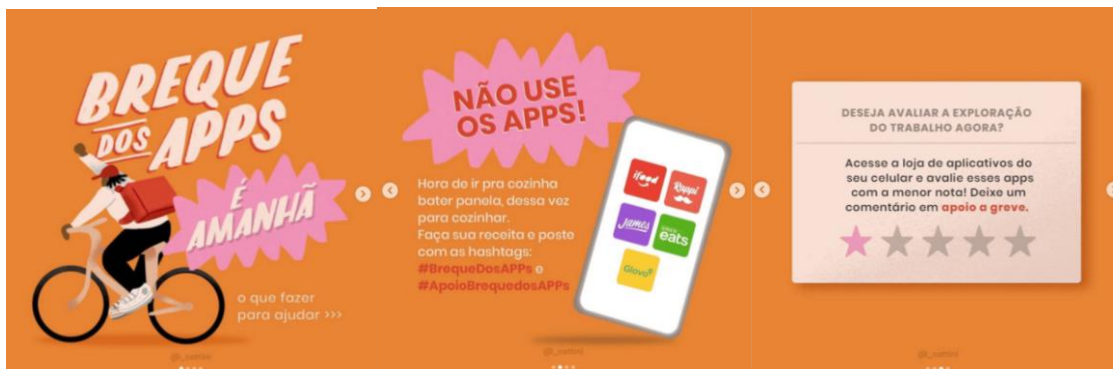 BREQUE
DOS APPS
É
AMANHÃ
o que fazer
para ajudar >>>
NÃO USE
OS APPS!
Hora de ir pra cozinha
bater panela, dessa vez
para cozinhar.
Faça sua receita e poste
com as hashtags:
#BrequeDosAPPs e
#ApoioBrequedosAPPs
ifood
Rappi
James
eats
Glovo
DESEJA AVALIAR A EXPLORAÇÃO
DO TRABALHO AGORA?
Acesse a loja de aplicativos do
seu celular e avalie esses apps
com a menor nota! Deixe um
comentário em apoio a greve.